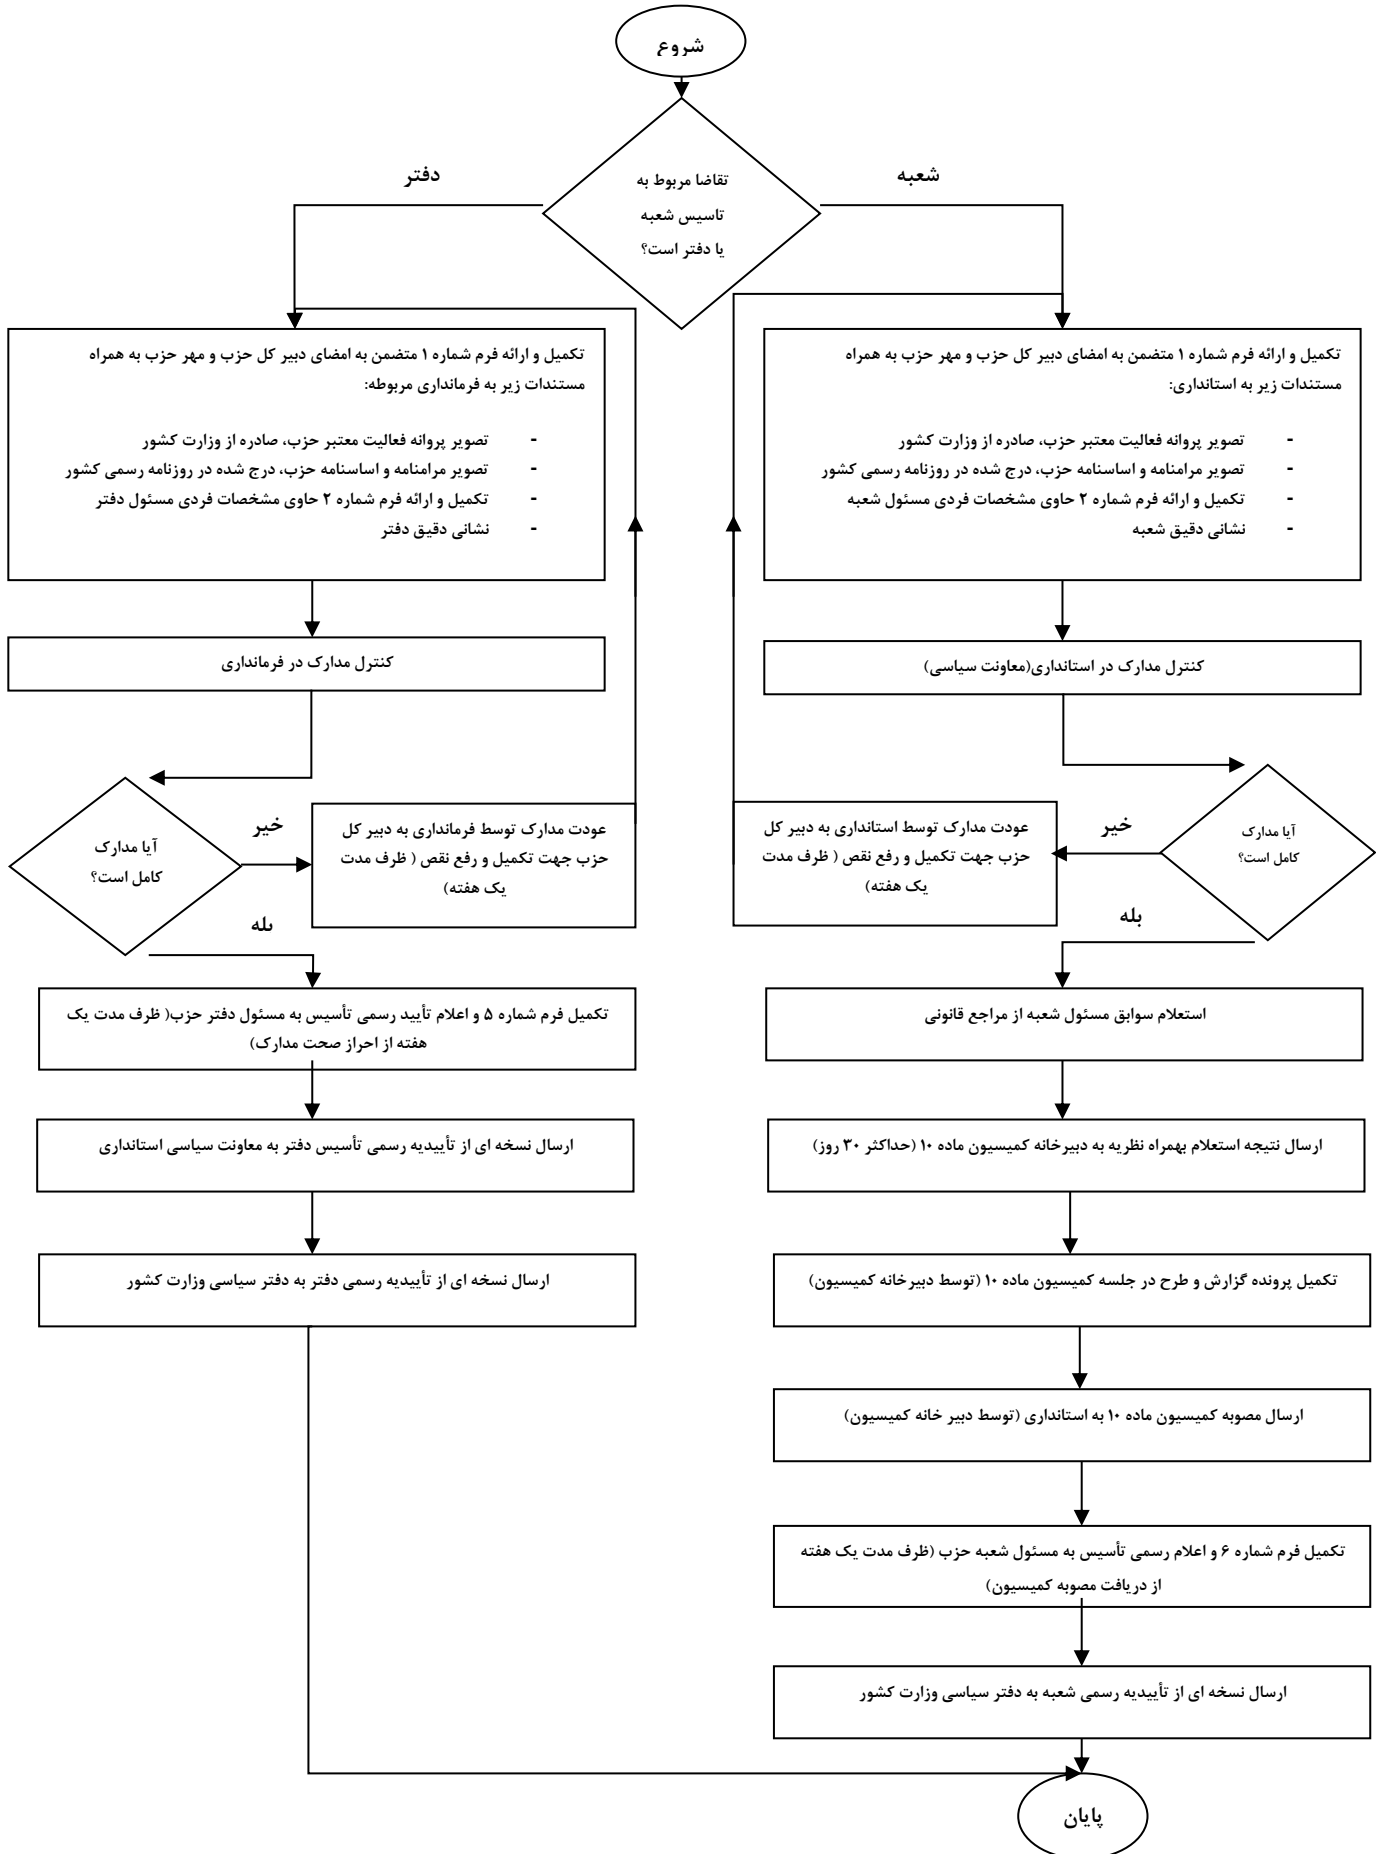 شروع
تقاضا مربوط به
تاسیس شعبه
یا دفتر است؟
شعبه
دفتر
تکمیل و ارائه فرم شماره ۱ متضمن به امضای دبیر کل حزب و مهر حزب به همراه
مستندات زیر به استانداری:
- تصویر پروانه فعالیت معتبر حزب، صادره از وزارت کشور
- تصویر مرامنامه و اساسنامه حزب، درج شده در روزنامه رسمی کشور
- تکمیل و ارائه فرم شماره ۲ حاوی مشخصات فردی مسئول شعبه
- نشانی دقیق شعبه
کنترل مدارک در استانداری(معاونت سیاسی)
آیا مدارک
کامل است؟
خیر
عودت مدارک توسط استانداری به دبیر کل
حزب جهت تکمیل و رفع نقص ( ظرف مدت
یک هفته)
بله
استعلام سوابق مسئول شعبه از مراجع قانونی
ارسال نتیجه استعلام بهمراه نظریه به دبیرخانه کمیسیون ماده ۱۰ (حداکثر ۳۰ روز)
تکمیل پرونده گزارش و طرح در جلسه کمیسیون ماده ۱۰ (توسط دبیرخانه کمیسیون)
ارسال مصوبه کمیسیون ماده ۱۰ به استانداری (توسط دبیر خانه کمیسیون)
تکمیل فرم شماره ۶ و اعلام رسمی تأسیس به مسئول شعبه حزب (ظرف مدت یک هفته
از دریافت مصوبه کمیسیون)
ارسال نسخه ای از تأییدیه رسمی شعبه به دفتر سیاسی وزارت کشور
تکمیل و ارائه فرم شماره ۱ متضمن به امضای دبیر کل حزب و مهر حزب به همراه
مستندات زیر به فرمانداری مربوطه:
- تصویر پروانه فعالیت معتبر حزب، صادره از وزارت کشور
- تصویر مرامنامه و اساسنامه حزب، درج شده در روزنامه رسمی کشور
- تکمیل و ارائه فرم شماره ۲ حاوی مشخصات فردی مسئول دفتر
- نشانی دقیق دفتر
کنترل مدارک در فرمانداری
آیا مدارک
کامل است؟
خیر
عودت مدارک توسط فرمانداری به دبیر کل
حزب جهت تکمیل و رفع نقص ( ظرف مدت
یک هفته)
بله
تکمیل فرم شماره ۵ و اعلام تأیید رسمی تأسیس به مسئول دفتر حزب( ظرف مدت یک
هفته از احراز صحت مدارک)
ارسال نسخه ای از تأییدیه رسمی تأسیس دفتر به معاونت سیاسی استانداری
ارسال نسخه ای از تأییدیه رسمی دفتر به دفتر سیاسی وزارت کشور
پایان